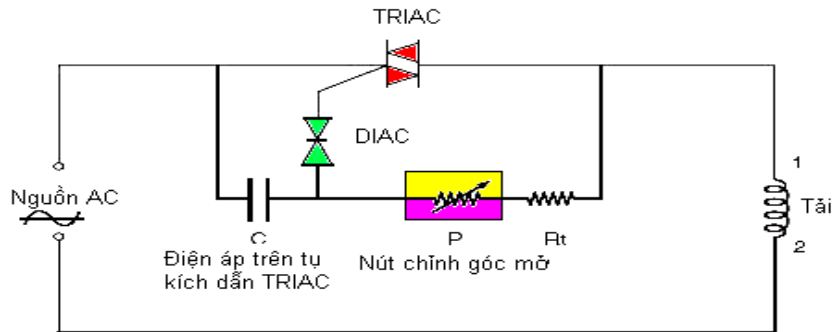 TRIAC
DIAC
Nguồn AC
1
Tải
2
C
P
Rt
Điện áp trên tụ
kích dẫn TRIAC
Nút chỉnh góc mở